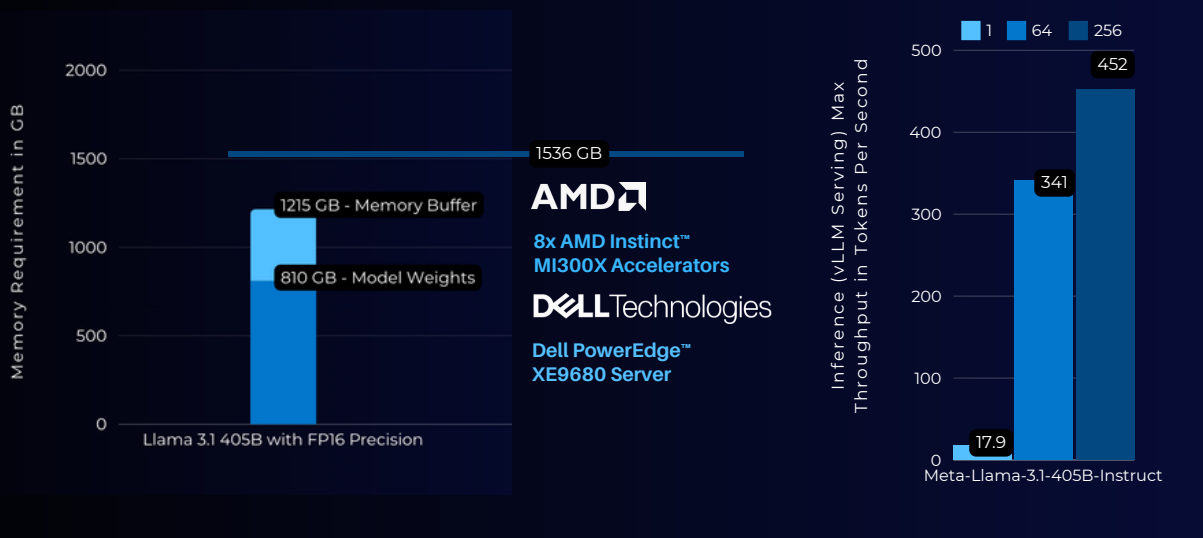 Memory Requirement in GB
2000
1500
1000
500
0
1215 GB - Memory Buffer
810 GB - Model Weights
Llama 3.1 405B with FP16 Precision
1536 GB
AMD
8x AMD Instinct™
MI300X Accelerators
DELLTechnologies
Dell PowerEdge™
XE9680 Server
Inference (vLLM Serving) Max
Throughput in Tokens Per Second
1 64 256
500
400
300
200
100
0
17.9
341
452
Meta-Llama-3.1-405B-Instruct